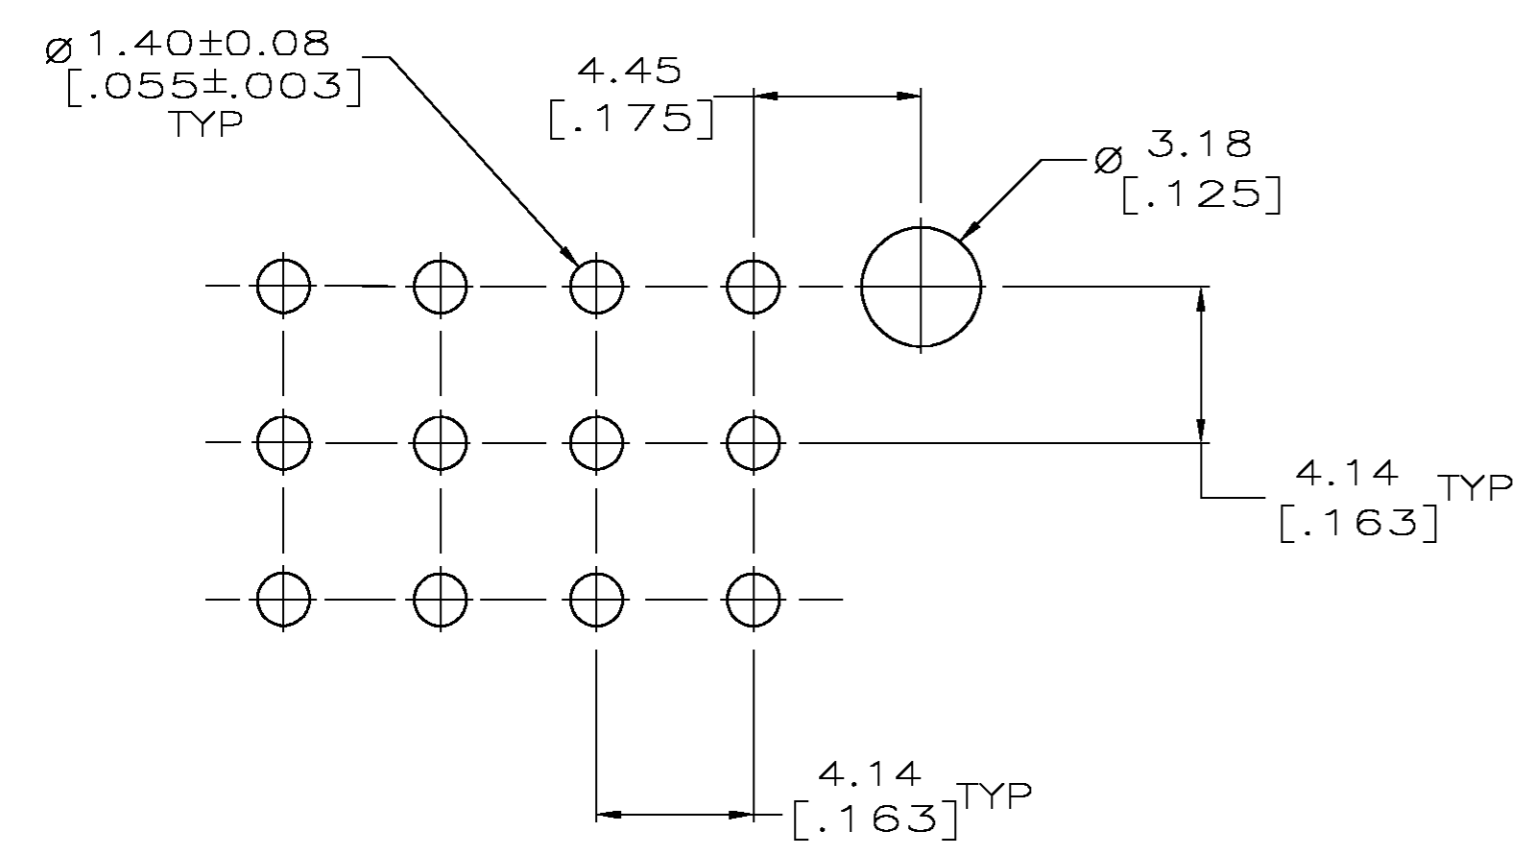 ⌀ 1.40±0.08
[.055±.003]
TYP
4.45
[.175]
⌀ 3.18
[.125]
4.14 TYP
[.163]
4.14 TYP
[.163]